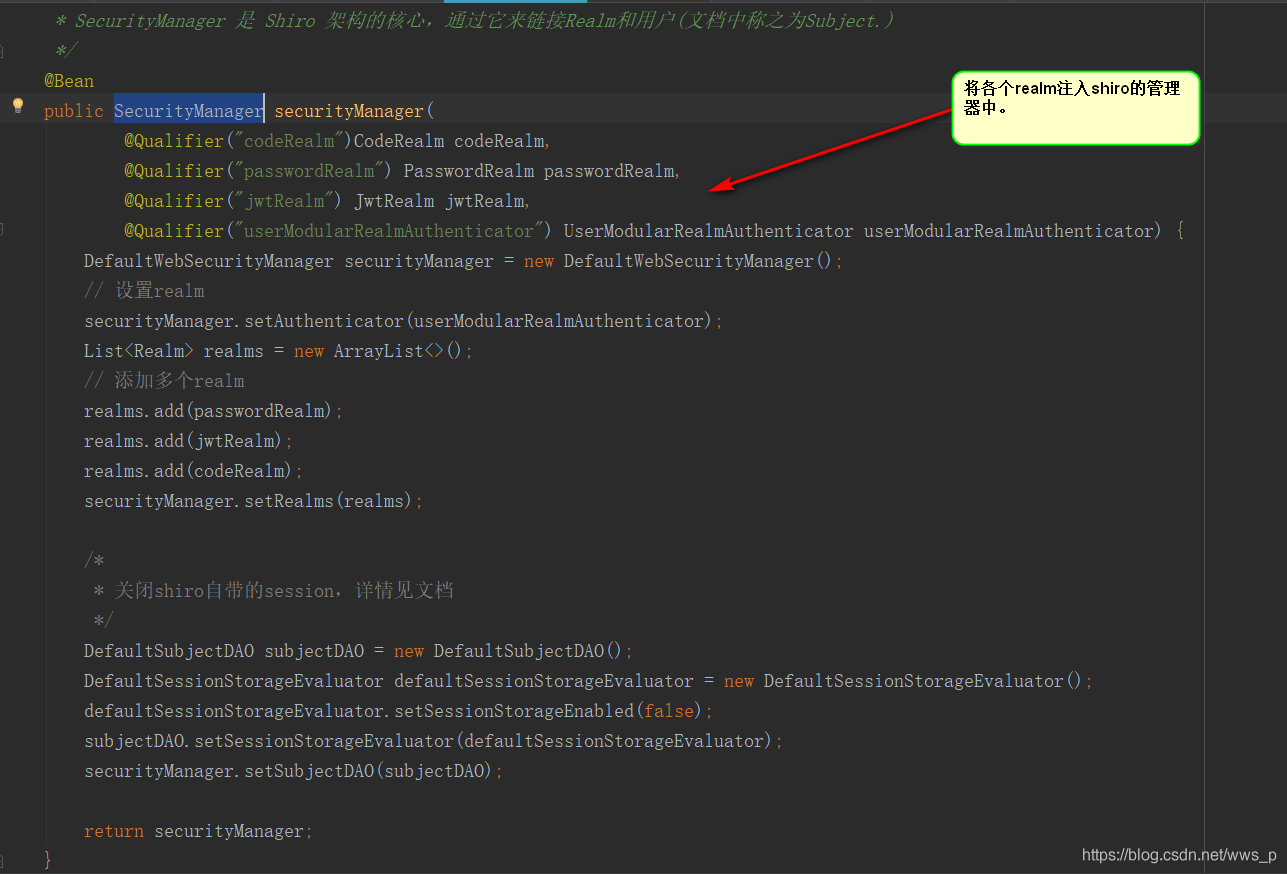 * SecurityManager 是 Shiro 架构的核心，通过它来链接Realm和用户(文档中称之为Subject.)
*/
@Bean
public SecurityManager securityManager(
@Qualifier("codeRealm")CodeRealm codeRealm,
@Qualifier("passwordRealm") PasswordRealm passwordRealm,
@Qualifier("jwtRealm") JwtRealm jwtRealm,
@Qualifier("userModularRealmAuthenticator") UserModularRealmAuthenticator userModularRealmAuthenticator) {
DefaultWebSecurityManager securityManager = new DefaultWebSecurityManager();
// 设置realm
securityManager.setAuthenticator(userModularRealmAuthenticator);
List<Realm> realms = new ArrayList<>();
// 添加多个realm
realms.add(passwordRealm);
realms.add(jwtRealm);
realms.add(codeRealm);
securityManager.setRealms(realms);
/*
* 关闭shiro自带的session，详情见文档
*/
DefaultSubjectDAO subjectDAO = new DefaultSubjectDAO();
DefaultSessionStorageEvaluator defaultSessionStorageEvaluator = new DefaultSessionStorageEvaluator();
defaultSessionStorageEvaluator.setSessionStorageEnabled(false);
subjectDAO.setSessionStorageEvaluator(defaultSessionStorageEvaluator);
securityManager.setSubjectDAO(subjectDAO);
return securityManager;
}
将各个realm注入shiro的管理
器中。
https://blog.csdn.net/wws_p